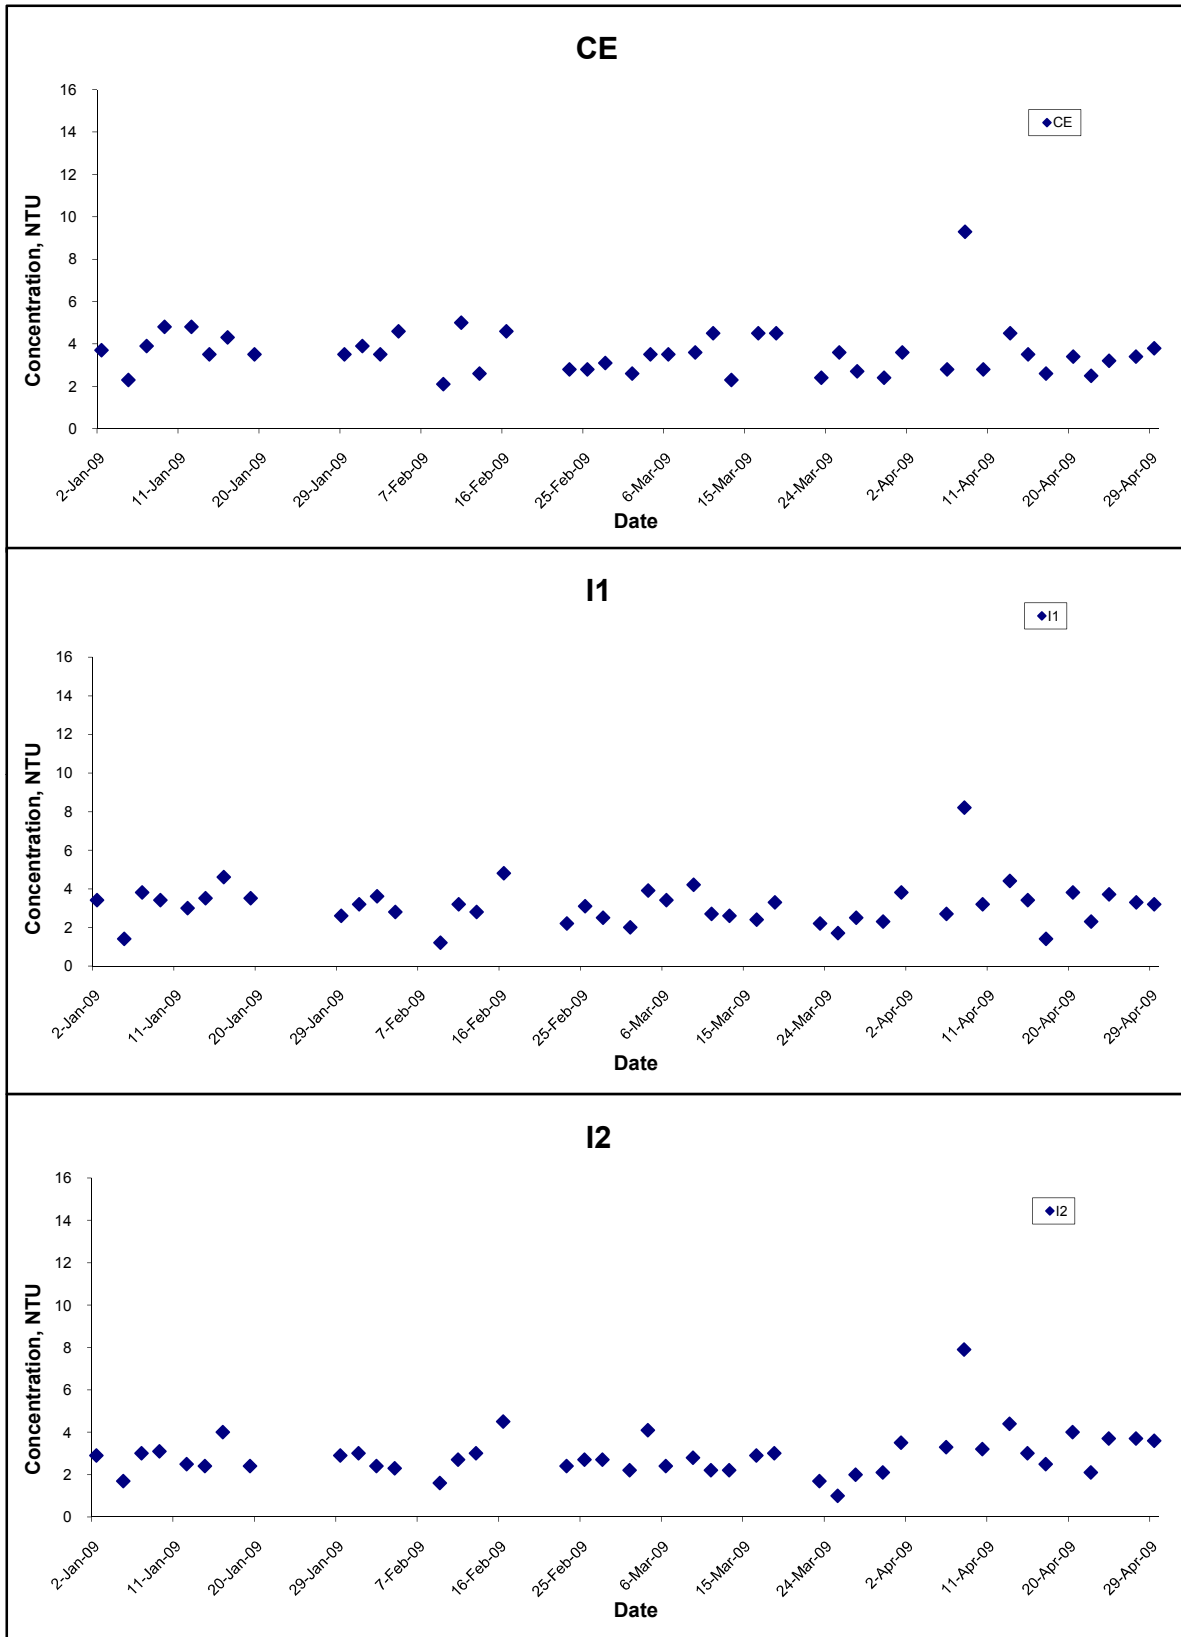 CE
CE
Concentration, NTU
16
14
12
10
8
6
4
2
0
2-Jan-09
11-Jan-09
20-Jan-09
29-Jan-09
7-Feb-09
16-Feb-09
25-Feb-09
6-Mar-09
15-Mar-09
24-Mar-09
2-Apr-09
11-Apr-09
20-Apr-09
29-Apr-09
Date
I1
I1
Concentration, NTU
16
14
12
10
8
6
4
2
0
2-Jan-09
11-Jan-09
20-Jan-09
29-Jan-09
7-Feb-09
16-Feb-09
25-Feb-09
6-Mar-09
15-Mar-09
24-Mar-09
2-Apr-09
11-Apr-09
20-Apr-09
29-Apr-09
Date
I2
I2
Concentration, NTU
16
14
12
10
8
6
4
2
0
2-Jan-09
11-Jan-09
20-Jan-09
29-Jan-09
7-Feb-09
16-Feb-09
25-Feb-09
6-Mar-09
15-Mar-09
24-Mar-09
2-Apr-09
11-Apr-09
20-Apr-09
29-Apr-09
Date